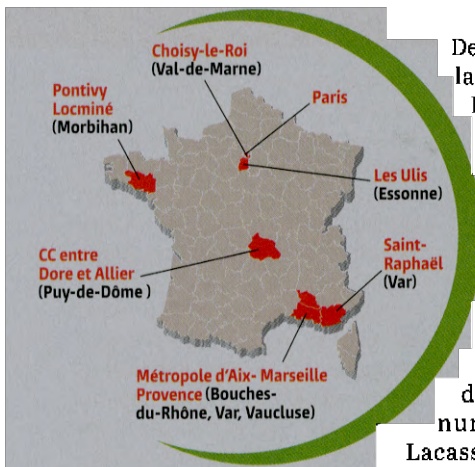 Choisy-le-Roi
(Val-de-Marne)
Pontivy
Locminé
(Morbihan)
Paris
Les Ulis
(Essonne)
CC entre
Dore et Allier
(Puy-de-Dôme )
Saint-
Raphaël
(Var)
Métropole d'Aix- Marseille
Provence (Bouches-
du-Rhône, Var, Vaucluse)